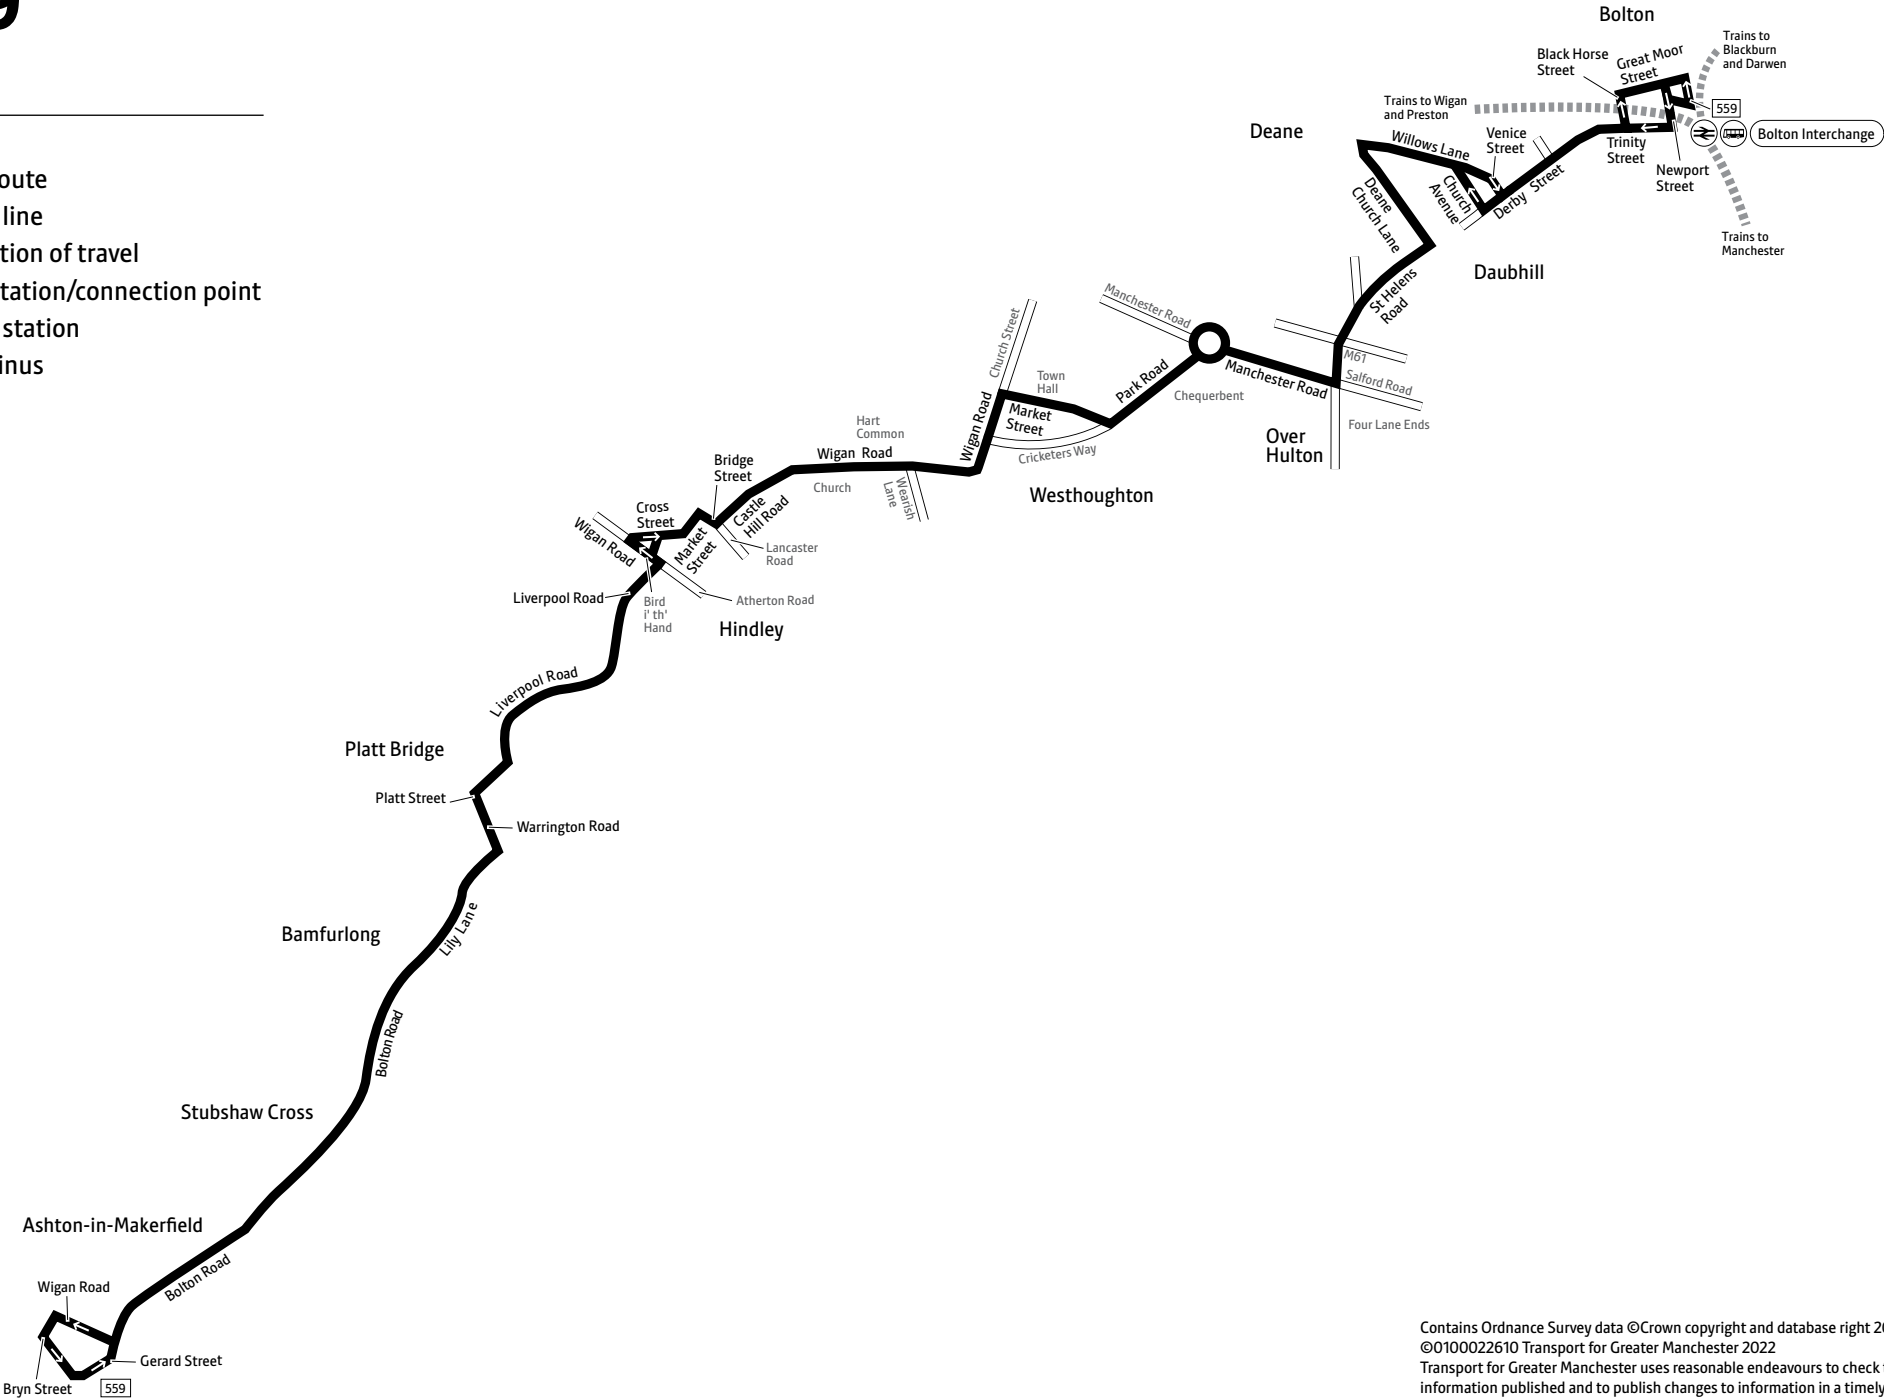 oute
line
tion of travel
tation/connection point
station
inus
Bolton
Trains to
Blackburn
and Darwen
Black Horse
Street
Great Moor
Street
559
Trains to Wigan
and Preston
Bolton Interchange
Deane
Willows Lane
Venice
Street
Trinity
Street
Newport
Street
Church
Avenue
Derby Street
Deane
Church Lane
Trains to
Manchester
Daubhill
St Helens
Road
Manchester Road
Church Street
M61
Salford Road
Manchester Road
Park Road
Chequerbent
Four Lane Ends
Over
Hulton
Town
Hall
Market
Street
Cricketers Way
Wigan Road
Westhoughton
Hart
Common
Wigan Road
Church
Wearish
Lane
Bridge
Street
Castle
Hill Road
Cross
Street
Wigan Road
Market
Street
Lancaster
Road
Liverpool Road
Bird
i' th'
Hand
Atherton Road
Hindley
Liverpool Road
Platt Bridge
Platt Street
Warrington Road
Bamfurlong
Lily Lane
Bolton Road
Stubshaw Cross
Ashton-in-Makerfield
Bolton Road
Wigan Road
Gerard Street
Bryn Street
559
Contains Ordnance Survey data ©Crown copyright and database right 20
©0100022610 Transport for Greater Manchester 2022
Transport for Greater Manchester uses reasonable endeavours to check
information published and to publish changes to information in a timely